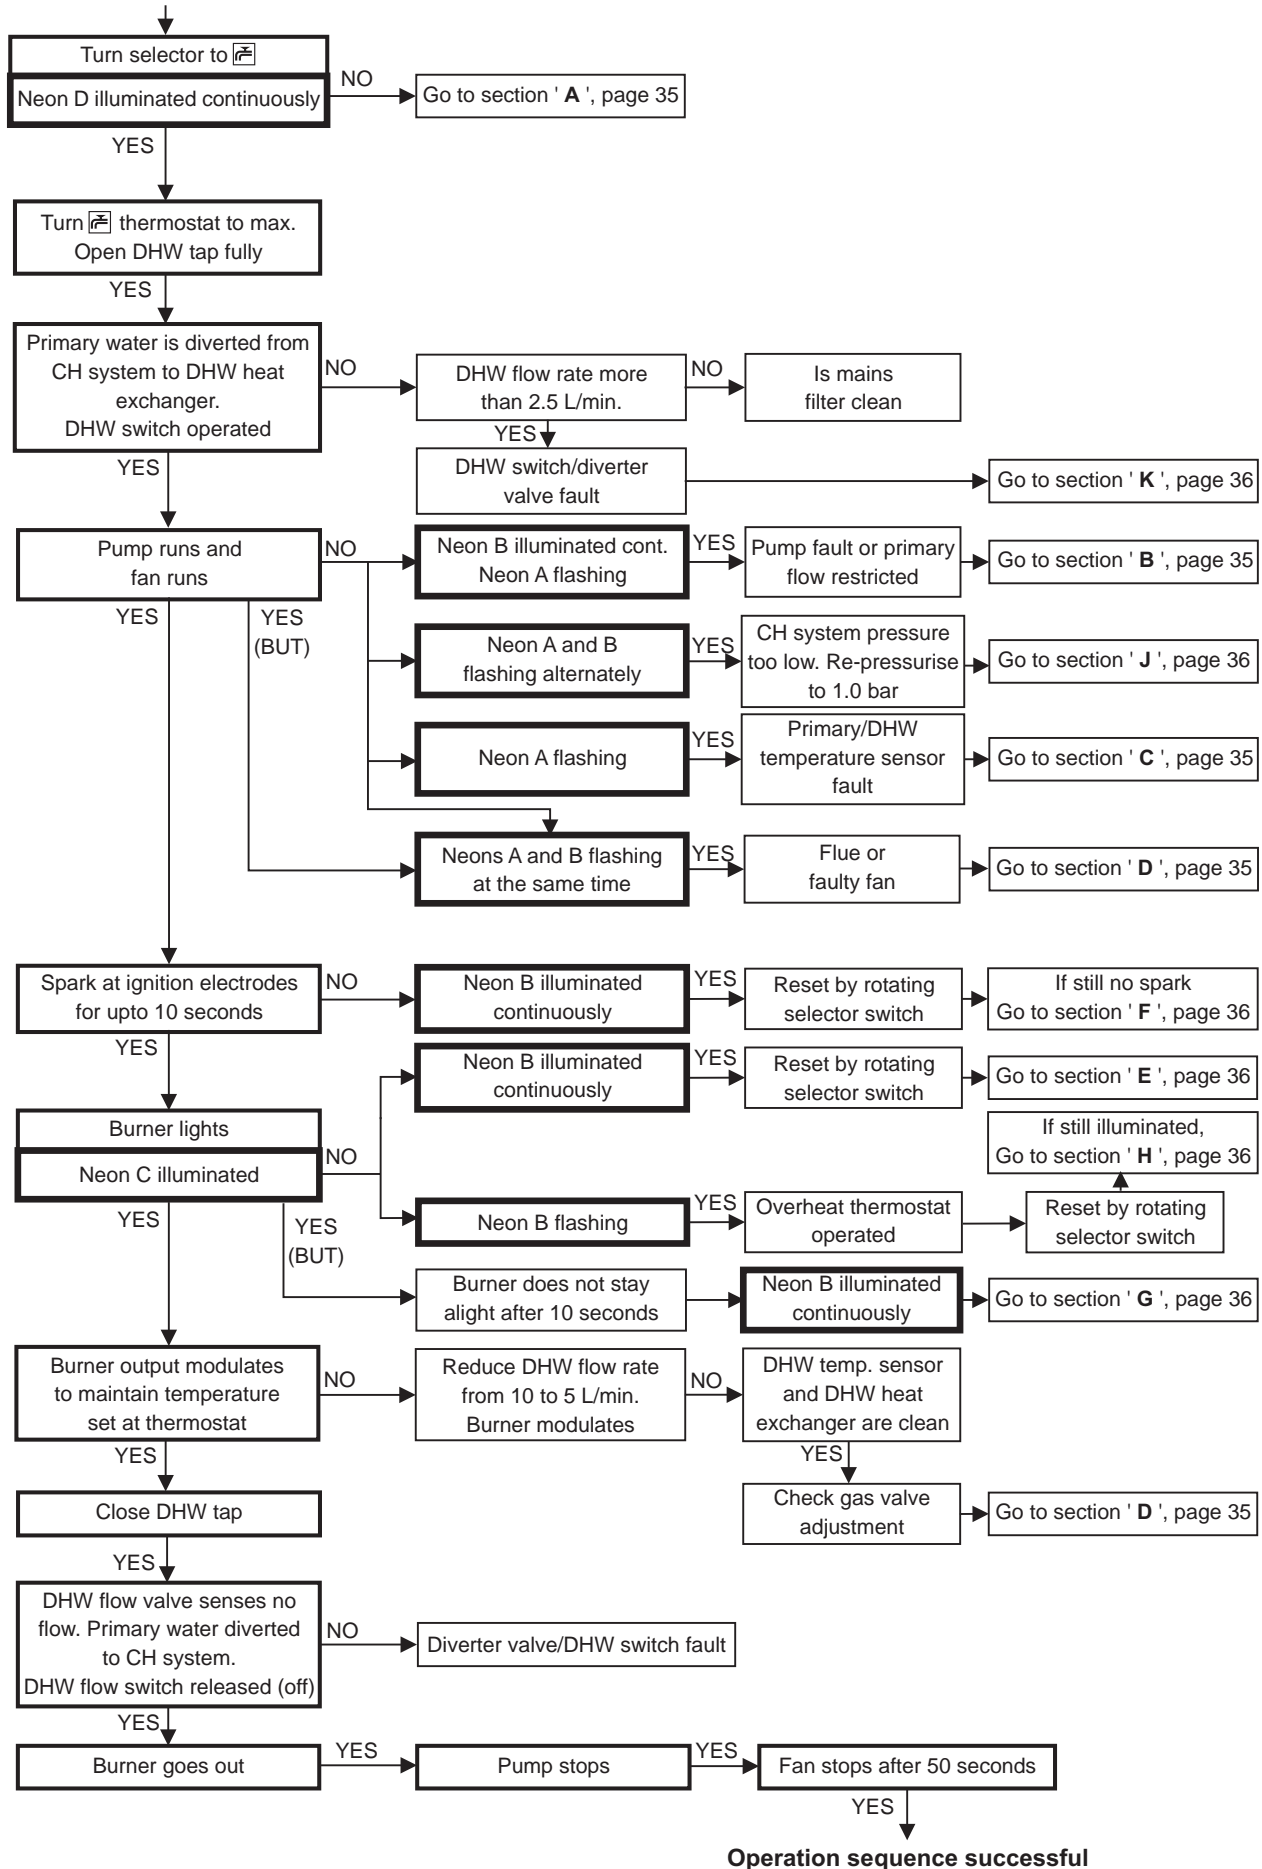 Turn selector to
Neon D illuminated continuously
NO
Go to section ' A ', page 35
YES
Turn thermostat to max.
Open DHW tap fully
YES
Primary water is diverted from
CH system to DHW heat
exchanger.
DHW switch operated
NO
DHW flow rate more
than 2.5 L/min.
NO
Is mains
filter clean
YES
DHW switch/diverter
valve fault
Go to section ' K ', page 36
YES
Pump runs and
fan runs
NO
Neon B illuminated cont.
Neon A flashing
YES
Pump fault or primary
flow restricted
Go to section ' B ', page 35
YES
YES
(BUT)
Neon A and B
flashing alternately
YES
CH system pressure
too low. Re-pressurise
to 1.0 bar
Go to section ' J ', page 36
Neon A flashing
YES
Primary/DHW
temperature sensor
fault
Go to section ' C ', page 35
Neons A and B flashing
at the same time
YES
Flue or
faulty fan
Go to section ' D ', page 35
Spark at ignition electrodes
for upto 10 seconds
NO
Neon B illuminated
continuously
YES
Reset by rotating
selector switch
If still no spark
Go to section ' F ', page 36
YES
Neon B illuminated
continuously
YES
Reset by rotating
selector switch
Go to section ' E ', page 36
Burner lights
Neon C illuminated
NO
If still illuminated,
Go to section ' H ', page 36
Neon B flashing
YES
Overheat thermostat
operated
Reset by rotating
selector switch
YES
YES
(BUT)
Burner does not stay
alight after 10 seconds
Neon B illuminated
continuously
Go to section ' G ', page 36
Burner output modulates
to maintain temperature
set at thermostat
NO
Reduce DHW flow rate
from 10 to 5 L/min.
Burner modulates
NO
DHW temp. sensor
and DHW heat
exchanger are clean
YES
YES
Close DHW tap
Check gas valve
adjustment
Go to section ' D ', page 35
YES
DHW flow valve senses no
flow. Primary water diverted
to CH system.
DHW flow switch released (off)
NO
Diverter valve/DHW switch fault
YES
Burner goes out
YES
Pump stops
YES
Fan stops after 50 seconds
YES
Operation sequence successful